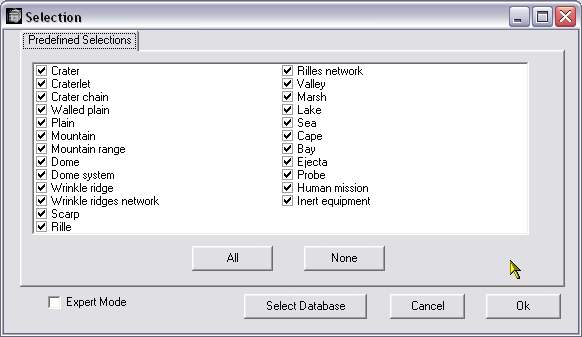 Selection
Predefined Selections
Crater
Craterlet
Crater chain
Walled plain
Plain
Mountain
Mountain range
Dome
Dome system
Wrinkle ridge
Wrinkle ridges network
Scarp
Rille
Rilles network
Valley
Marsh
Lake
Sea
Cape
Bay
Ejecta
Probe
Human mission
Inert equipment
All
None
Expert Mode
Select Database
Cancel
Ok